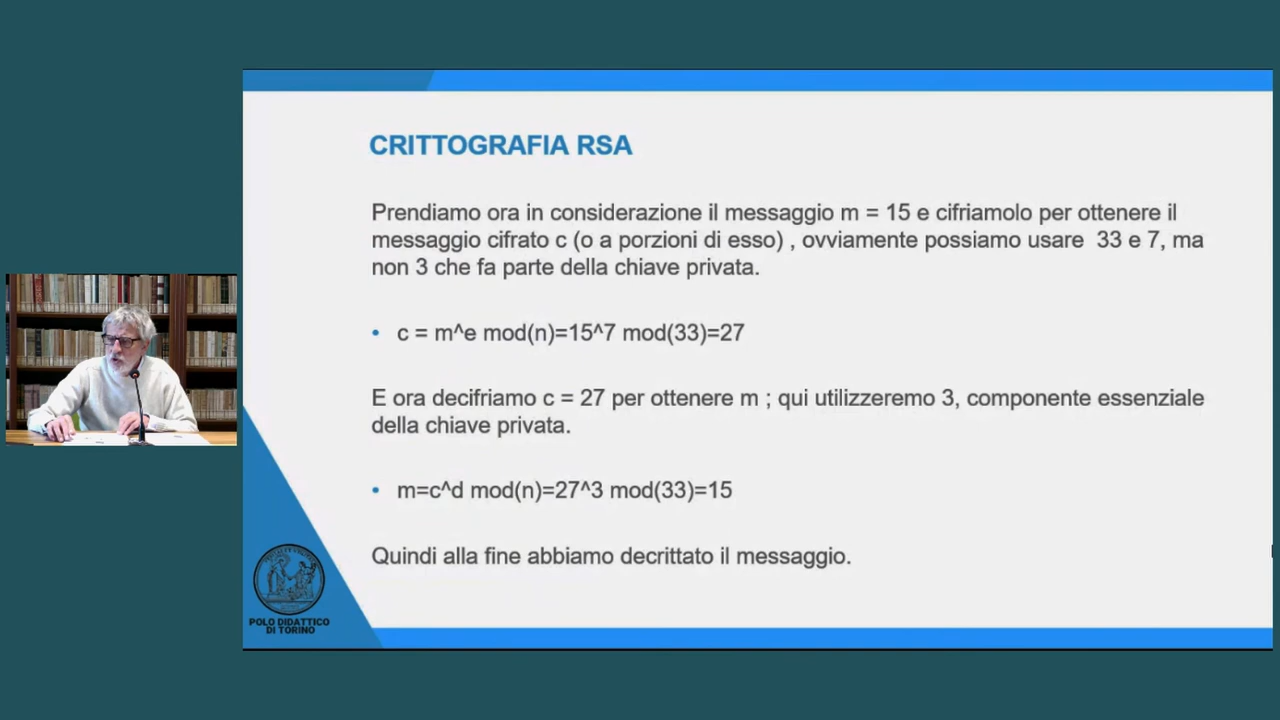 CRITTOGRAFIA RSA
Prendiamo ora in considerazione il messaggio m = 15 e cifriamolo per ottenere il
messaggio cifrato c (o a porzioni di esso) , ovviamente possiamo usare  33 e 7, ma
non 3 che fa parte della chiave privata.
• c = m^e mod(n)=15^7 mod(33)=27
E ora decifriamo c = 27 per ottenere m ; qui utilizzeremo 3, componente essenziale
della chiave privata.
• m=c^d mod(n)=27^3 mod(33)=15
Quindi alla fine abbiamo decrittato il messaggio.
POLO DIDATTICO
DI TORINO